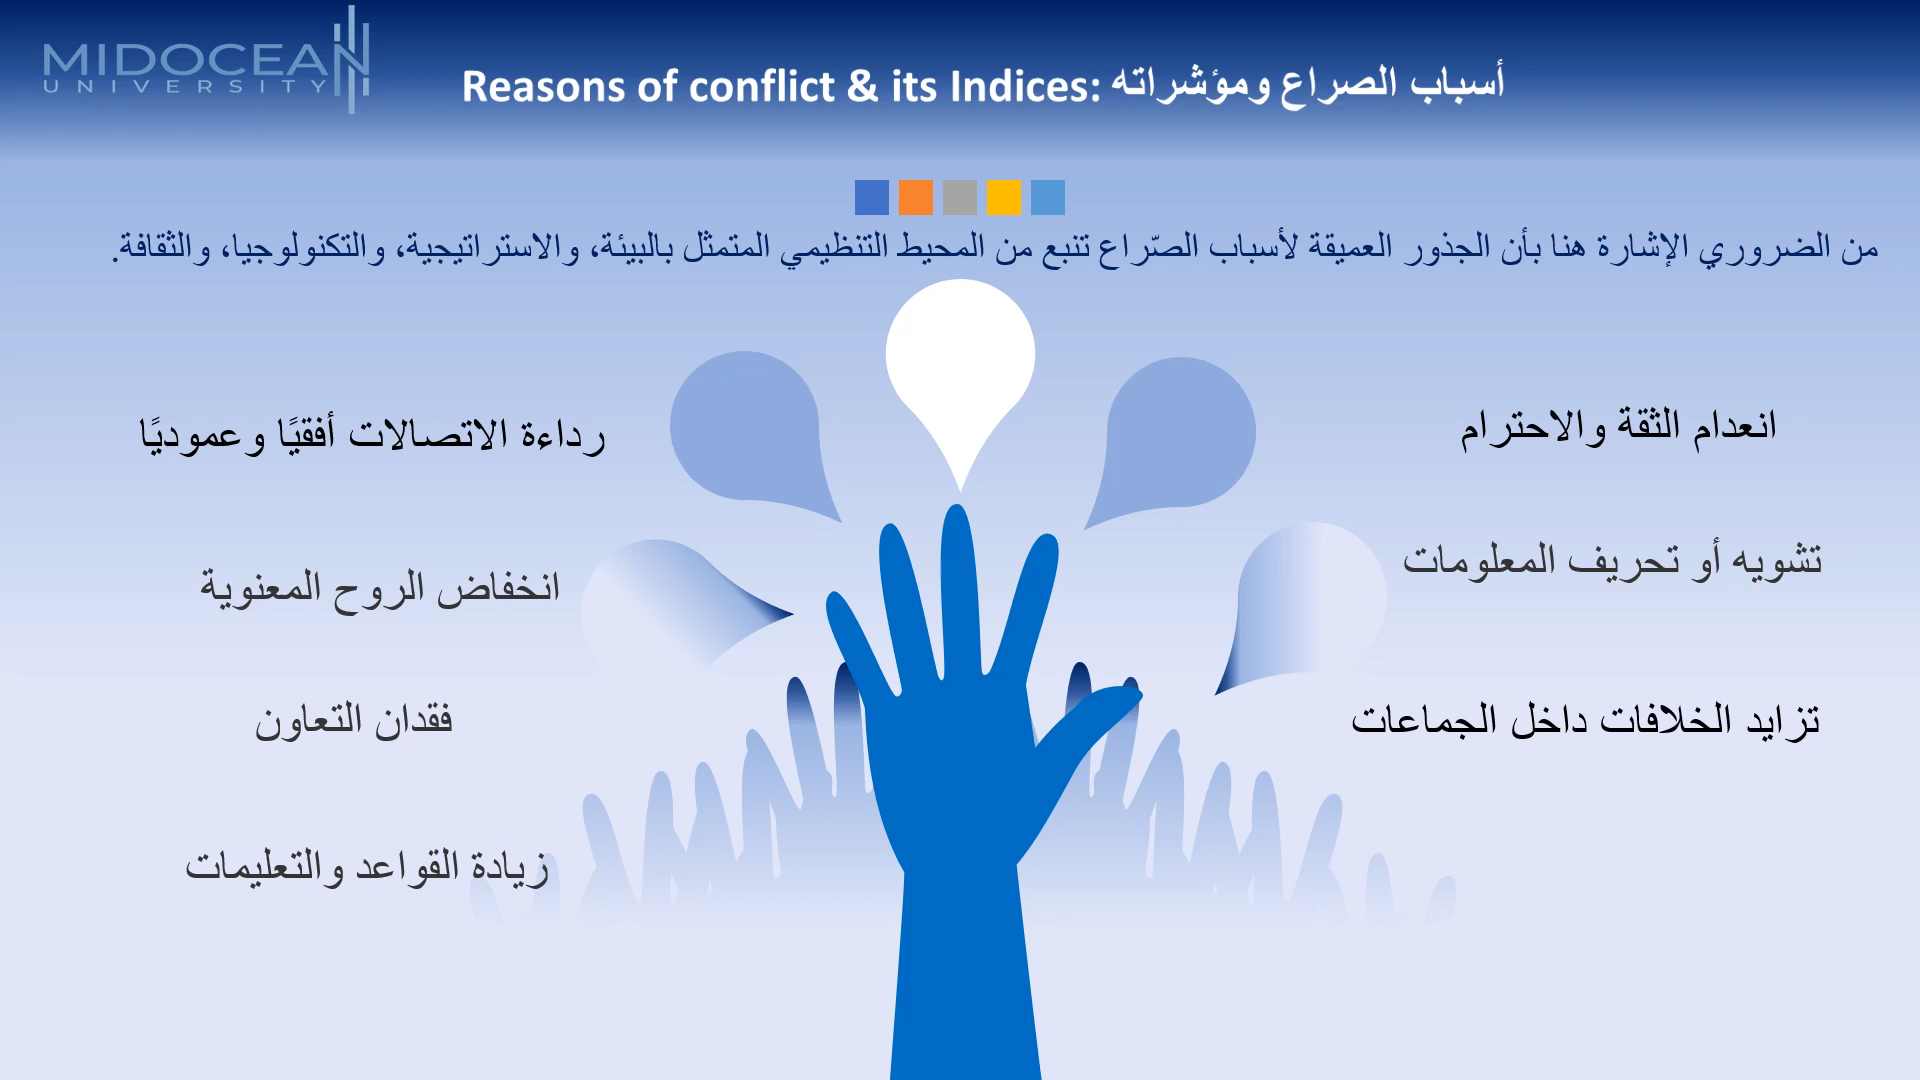 MIDOCEAN
UNIVERSITY
Reasons of conflict & its Indices: أسباب الصراع ومؤشراته
من الضروري الإشارة هنا بأن الجذور العميقة لأسباب الصّراع تنبع من المحيط التنظيمي المتمثل بالبيئة، والاستراتيجية، والتكنولوجيا، والثقافة.
انعدام الثقة والاحترام
تشويه أو تحريف المعلومات
تزايد الخلافات داخل الجماعات
رداءة الاتصالات أفقيًا وعموديًا
انخفاض الروح المعنوية
فقدان التعاون
زيادة القواعد والتعليمات